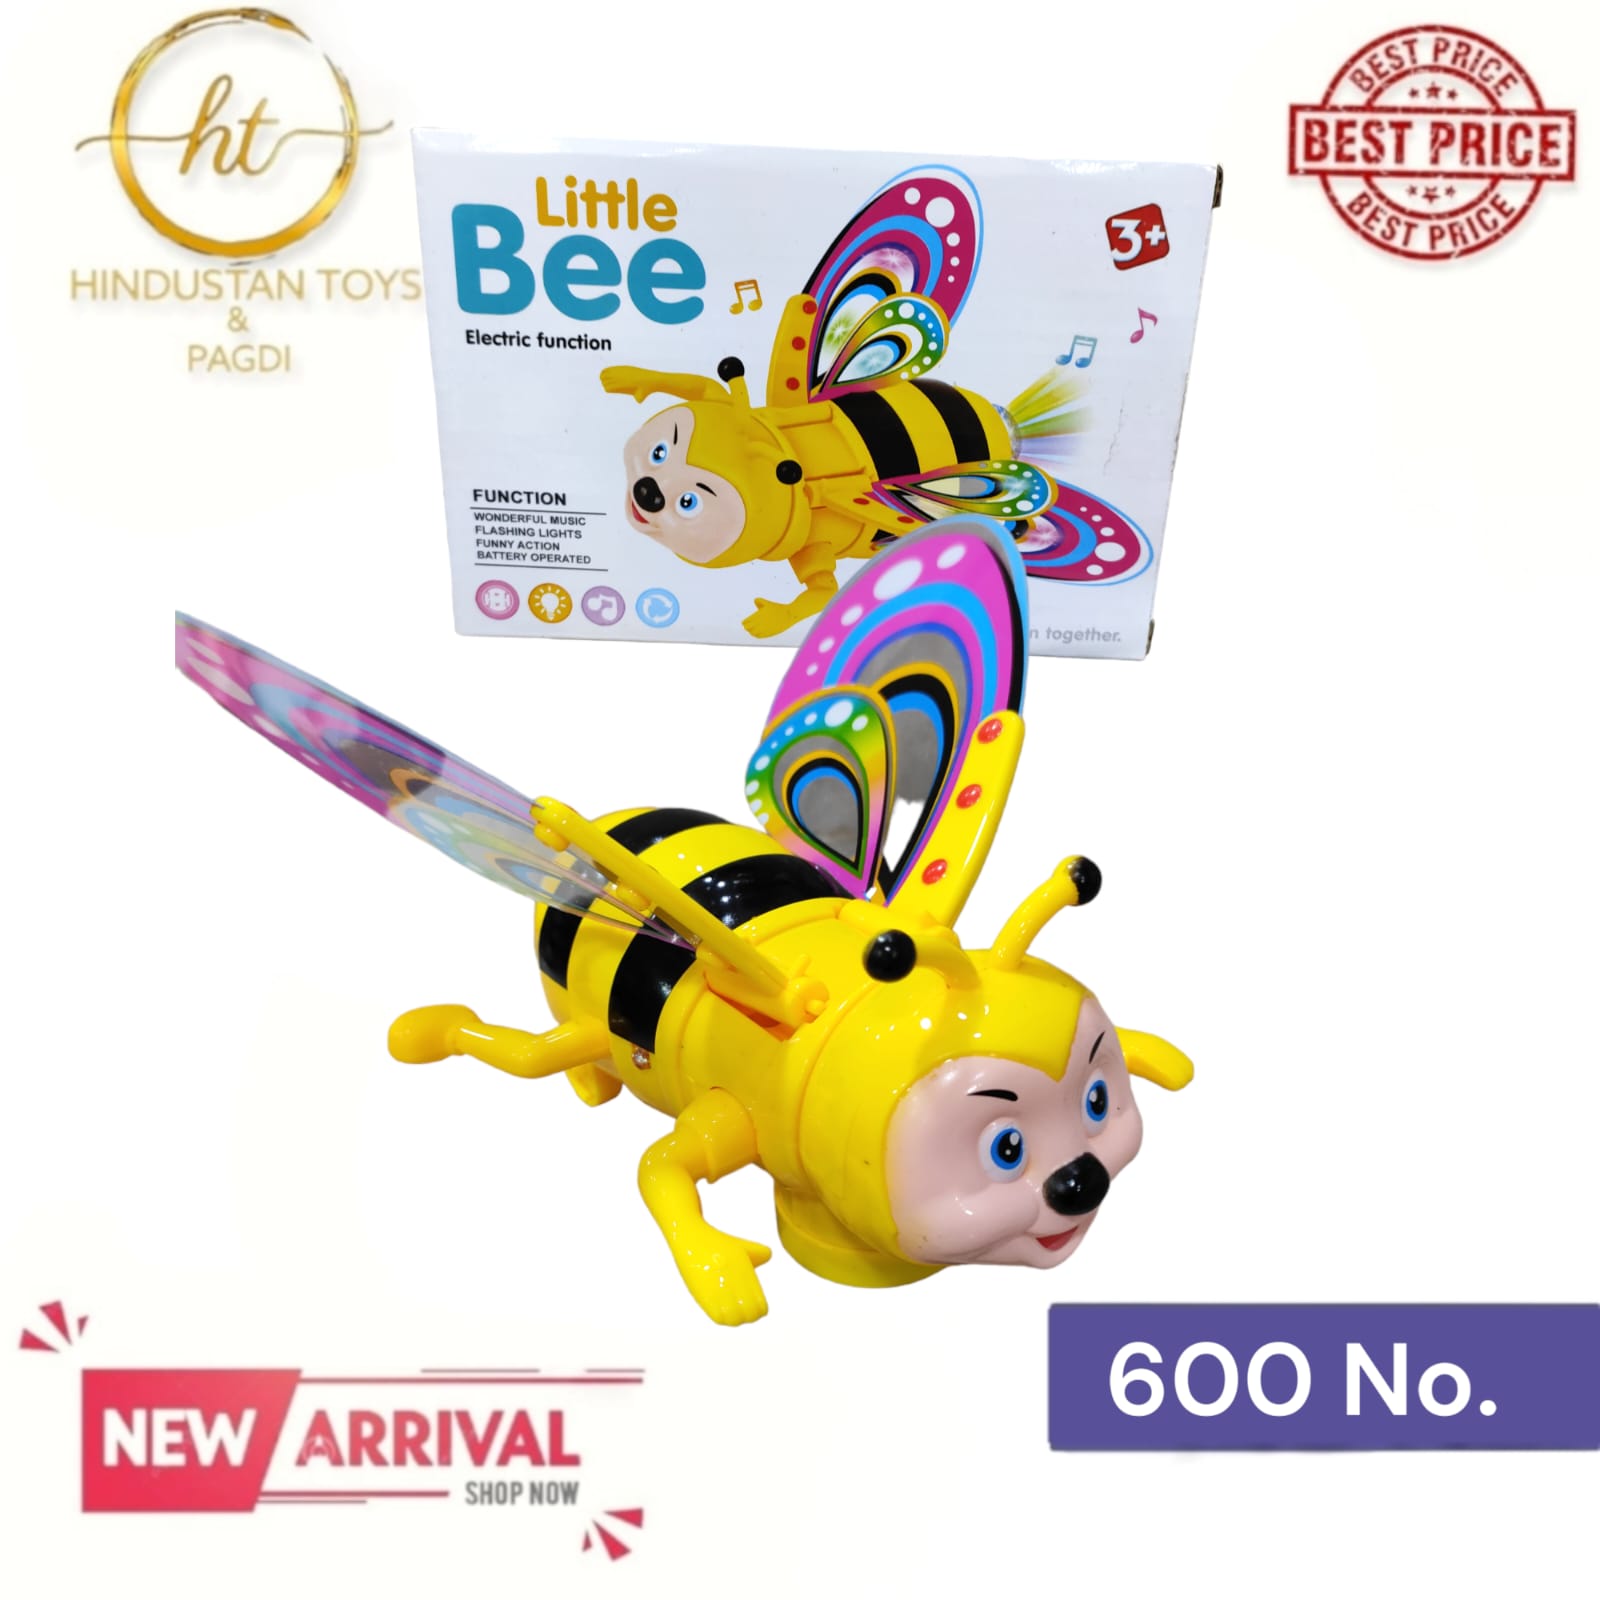 ht
HINDUSTAN TOYS
&
PAGDI
BEST PRICE
BEST PRICE
BEST PRICE
Little
Bee
Electric function
3+
FUNCTION
WONDERFUL MUSIC
FLASHING LIGHTS
FUNNY ACTION
BATTERY OPERATED
together.
NEW ARRIVAL
SHOP NOW
600 No.